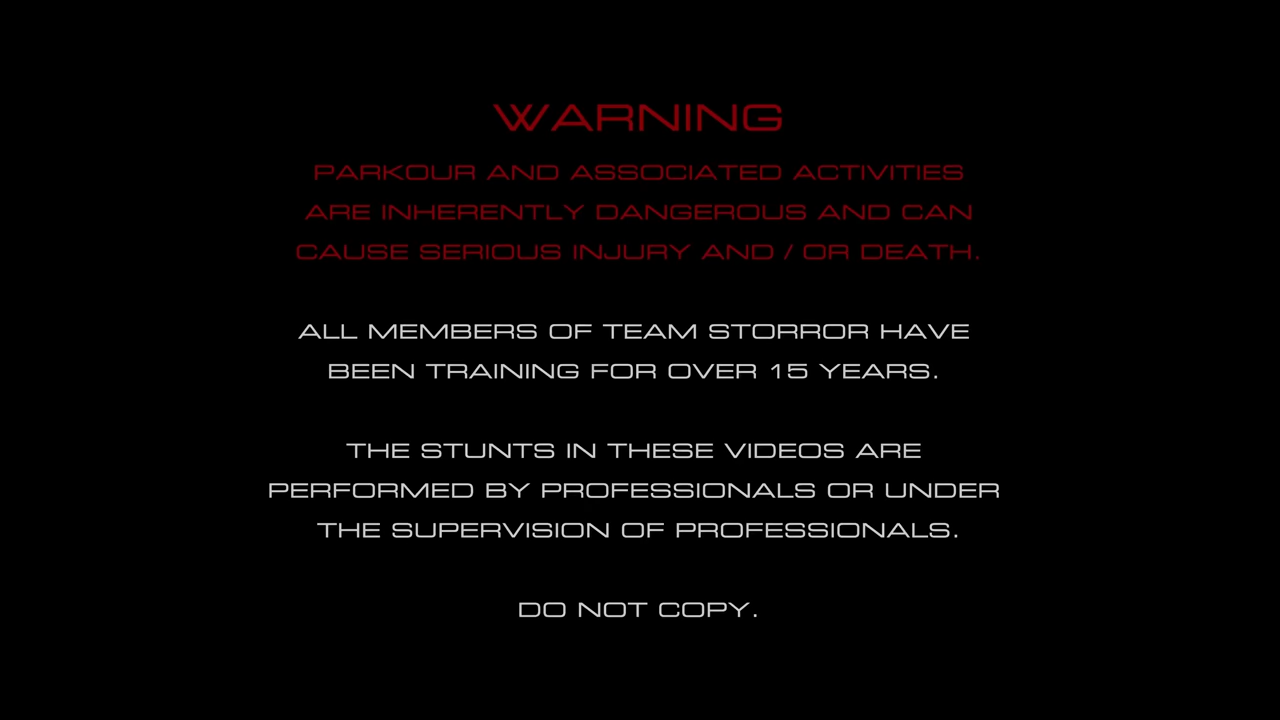 WARNING
PARKOUR AND ASSOCIATED ACTIVITIES
ARE INHERENTLY DANGEROUS AND CAN
CAUSE SERIOUS INJURY AND / OR DEATH.
ALL MEMBERS OF TEAM STORROR HAVE
BEEN TRAINING FOR OVER 15 YEARS.
THE STUNTS IN THESE VIDEOS ARE
PERFORMED BY PROFESSIONALS OR UNDER
THE SUPERVISION OF PROFESSIONALS.
DO NOT COPY.